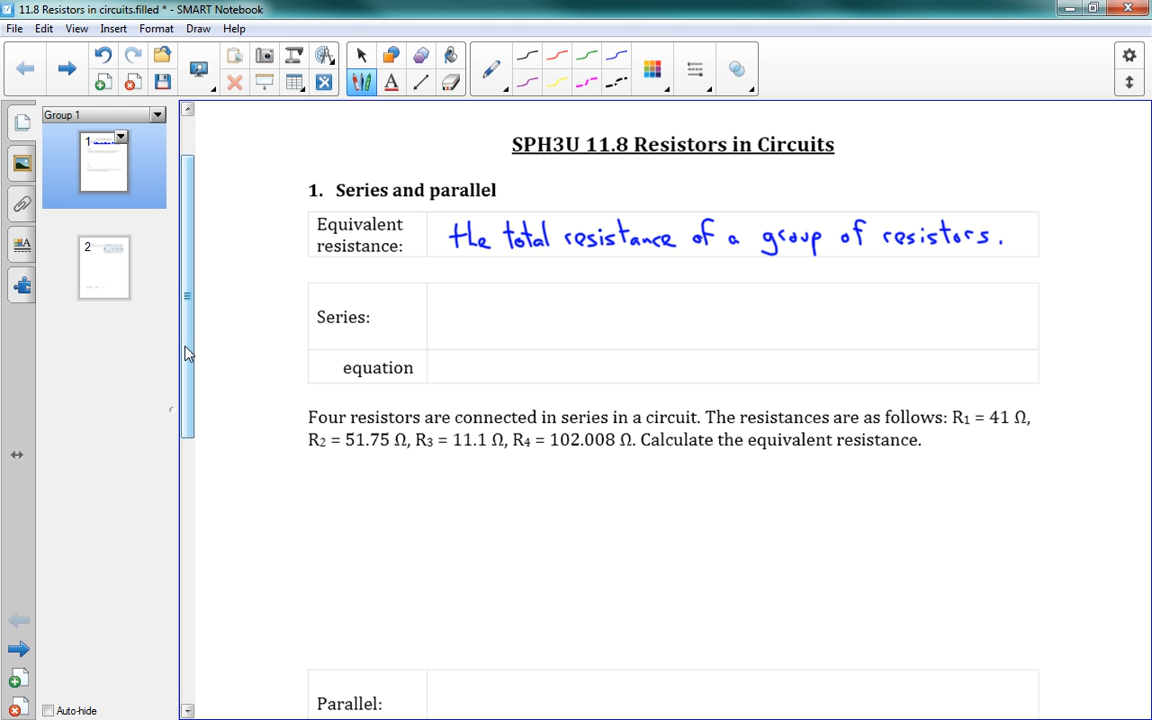 11.8 Resistors in circuits.filled * - SMART Notebook
File Edit View Insert Format Draw Help
Group 1
1
2
SPH3U 11.8 Resistors in Circuits
1. Series and parallel
Equivalent
resistance:
the total resistance of a group of resistors.
Series:
equation
Four resistors are connected in series in a circuit. The resistances are as follows: R1 = 41 Ω,
R2 = 51.75 Ω, R3 = 11.1 Ω, R4 = 102.008 Ω. Calculate the equivalent resistance.
Parallel:
Auto-hide